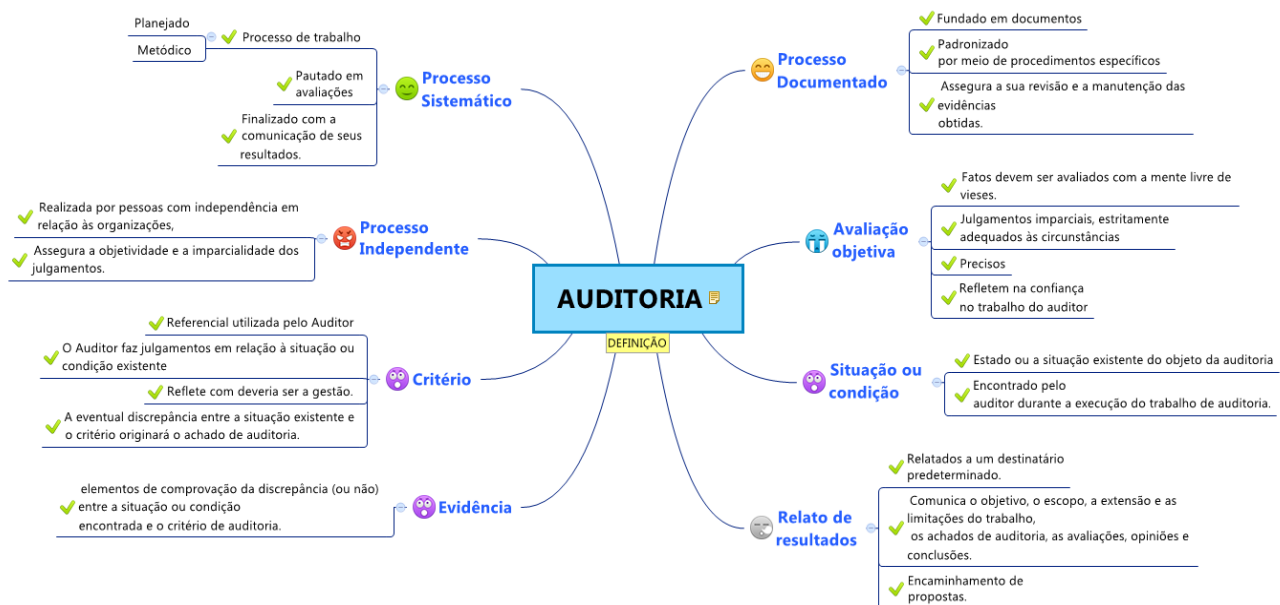 AUDITORIA
DEFINIÇÃO
Processo
Sistemático
Processo de trabalho
Planejado
Metódico
Pautado em
avaliações
Finalizado com a
comunicação de seus
resultados.
Processo
Independente
Realizada por pessoas com independência em
relação às organizações,
Assegura a objetividade e a imparcialidade dos
julgamentos.
Critério
Referencial utilizada pelo Auditor
O Auditor faz julgamentos em relação à situação ou
condição existente
Reflete com deveria ser a gestão.
A eventual discrepância entre a situação existente e
o critério originará o achado de auditoria.
Evidência
elementos de comprovação da discrepância (ou não)
entre a situação ou condição
encontrada e o critério de auditoria.
Processo
Documentado
Fundado em documentos
Padronizado
por meio de procedimentos específicos
Assegura a sua revisão e a manutenção das
evidências
obtidas.
Avaliação
objetiva
Fatos devem ser avaliados com a mente livre de
vieses.
Julgamentos imparciais, estritamente
adequados às circunstâncias
Precisos
Refletem na confiança
no trabalho do auditor
Situação ou
condição
Estado ou a situação existente do objeto da auditoria
Encontrado pelo
auditor durante a execução do trabalho de auditoria.
Relato de
resultados
Relatados a um destinatário
predeterminado.
Comunica o objetivo, o escopo, a extensão e as
limitações do trabalho,
os achados de auditoria, as avaliações, opiniões e
conclusões.
Encaminhamento de
propostas.